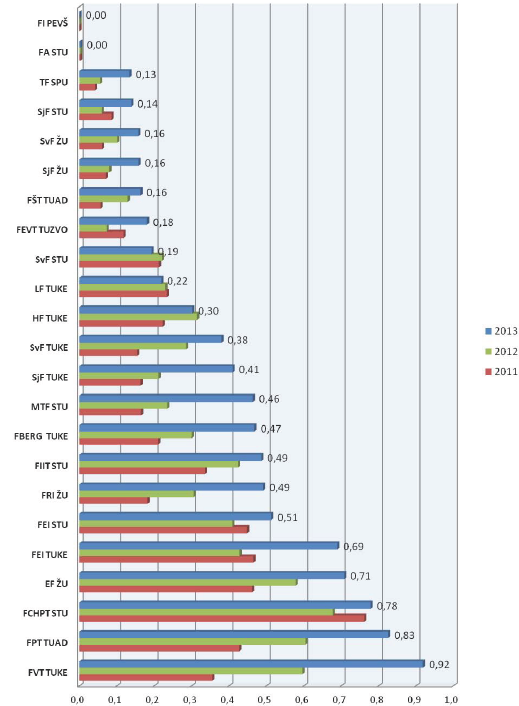 FI PEVŠ 0,00
FA STU 0,00
TF SPU 0,13
SjF STU 0,14
SvF ŽU 0,16
SjF ŽU 0,16
FŠT TUAD 0,16
FEVT TUZVO 0,18
SvF STU 0,19
LF TUKE 0,22
HF TUKE 0,30
SvF TUKE 0,38
SjF TUKE 0,41
MTF STU 0,46
FBERG TUKE 0,47
FIIT STU 0,49
FRI ŽU 0,49
FEI STU 0,51
FEI TUKE 0,69
EF ŽU 0,71
FCHPT STU 0,78
FPT TUAD 0,83
FVT TUKE 0,92
0,0 0,1 0,2 0,3 0,4 0,5 0,6 0,7 0,8 0,9 1,0
2013
2012
2011